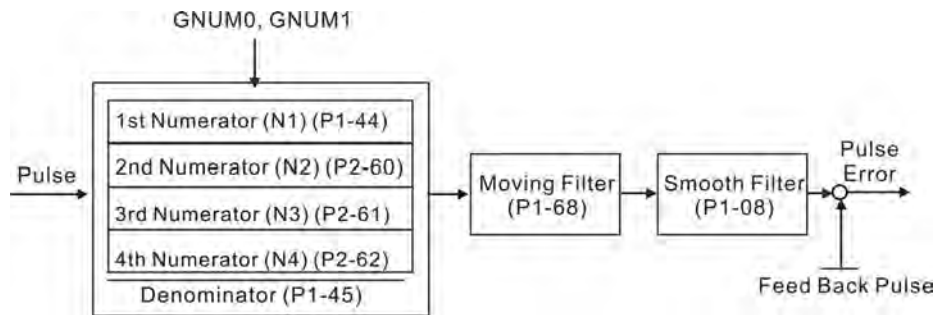 GNUM0, GNUM1
1st Numerator (N1) (P1-44)
2nd Numerator (N2) (P2-60)
3rd Numerator (N3) (P2-61)
4th Numerator (N4) (P2-62)
Denominator (P1-45)
Pulse
Moving Filter
(P1-68)
Smooth Filter
(P1-08)
Pulse
Error
Feed Back Pulse